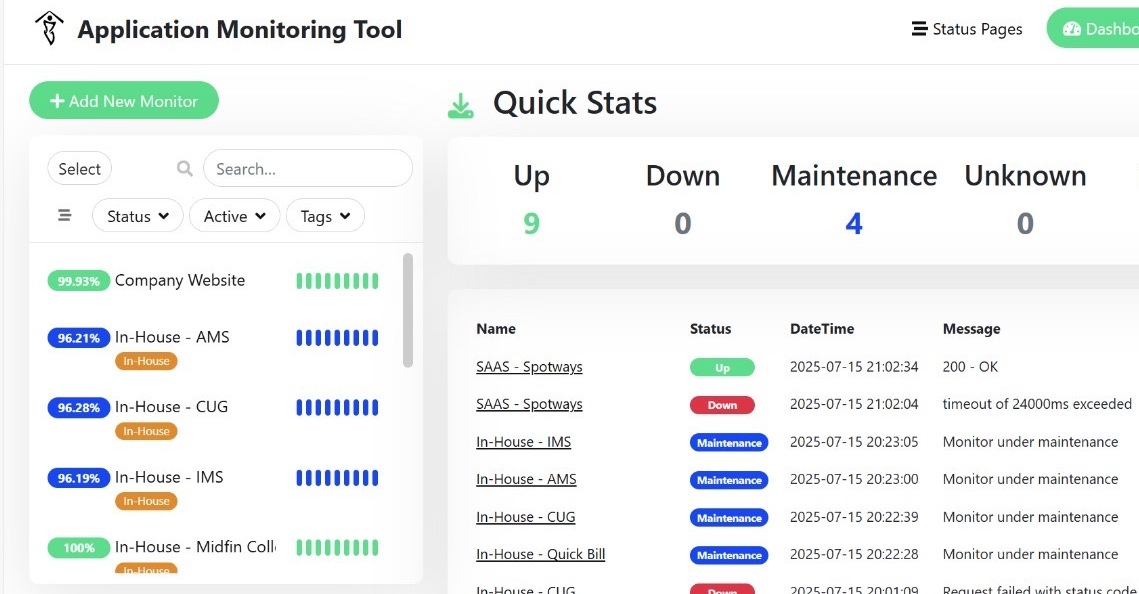 Application Monitoring Tool
Status Pages
Dashbo
Add New Monitor
Quick Stats
Select
Search...
Status
Active
Tags
Up Down Maintenance Unknown
9 0 4 0
99.93% Company Website
96.21% In-House - AMS
In-House
96.28% In-House - CUG
In-House
96.19% In-House - IMS
In-House
100% In-House - Midfin Coll
In-House
Name Status DateTime Message
SAAS - Spotways Up 2025-07-15 21:02:34 200 - OK
SAAS - Spotways Down 2025-07-15 21:02:04 timeout of 24000ms exceeded
In-House - IMS Maintenance 2025-07-15 20:23:05 Monitor under maintenance
In-House - AMS Maintenance 2025-07-15 20:23:00 Monitor under maintenance
In-House - CUG Maintenance 2025-07-15 20:22:39 Monitor under maintenance
In-House - Quick Bill Maintenance 2025-07-15 20:22:28 Monitor under maintenance
In-House - CUG Down 2025-07-15 20:01:09 Request failed with status code